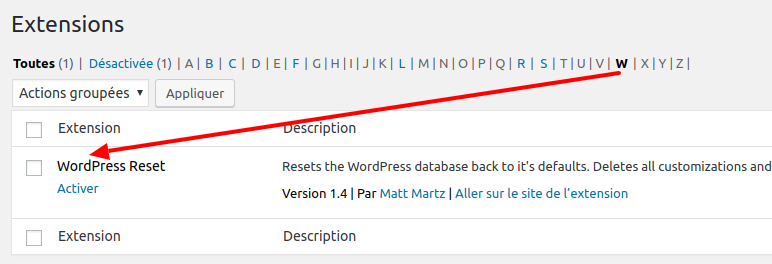 Extensions
Toutes (1) | Désactivée (1) | A | B | C | D | E | F | G | H | I | J | K | L | M | N | O | P | Q | R | S | T | U | V | W | X | Y | Z |
Actions groupées Appliquer
Extension Description
WordPress Reset Resets the WordPress database back to it's defaults. Deletes all customizations and
Activer Version 1.4 | Par Matt Martz | Aller sur le site de l'extension
Extension Description